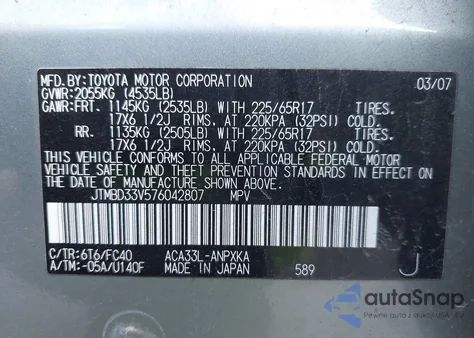 MFD.BY:TOYOTA MOTOR CORPORATION 03/07
GVWR:2055KG (4535LB)
GAWR:FRT. 1145KG (2535LB) WITH 225/65R17 TIRES.
17X6 1/2J RIMS, AT 220KPA (32PSI) COLD.
RR. 1135KG (2505LB) WITH 225/65R17 TIRES.
17X6 1/2J RIMS, AT 220KPA (32PSI) COLD.
THIS VEHICLE CONFORMS TO ALL APPLICABLE FEDERAL MOTOR
VEHICLE SAFETY AND THEFT PREVENTION STANDARDS IN
EFFECT ON THE DATE OF MANUFACTURE SHOWN ABOVE.
JTMBD33V576042807 MPV
C/TR:6T6/FC40 ACA33L-ANPXKA
A/TM:-05A/U140F MADE IN JAPAN 589 J
autoSnap
Pewne auto z aukcji USA